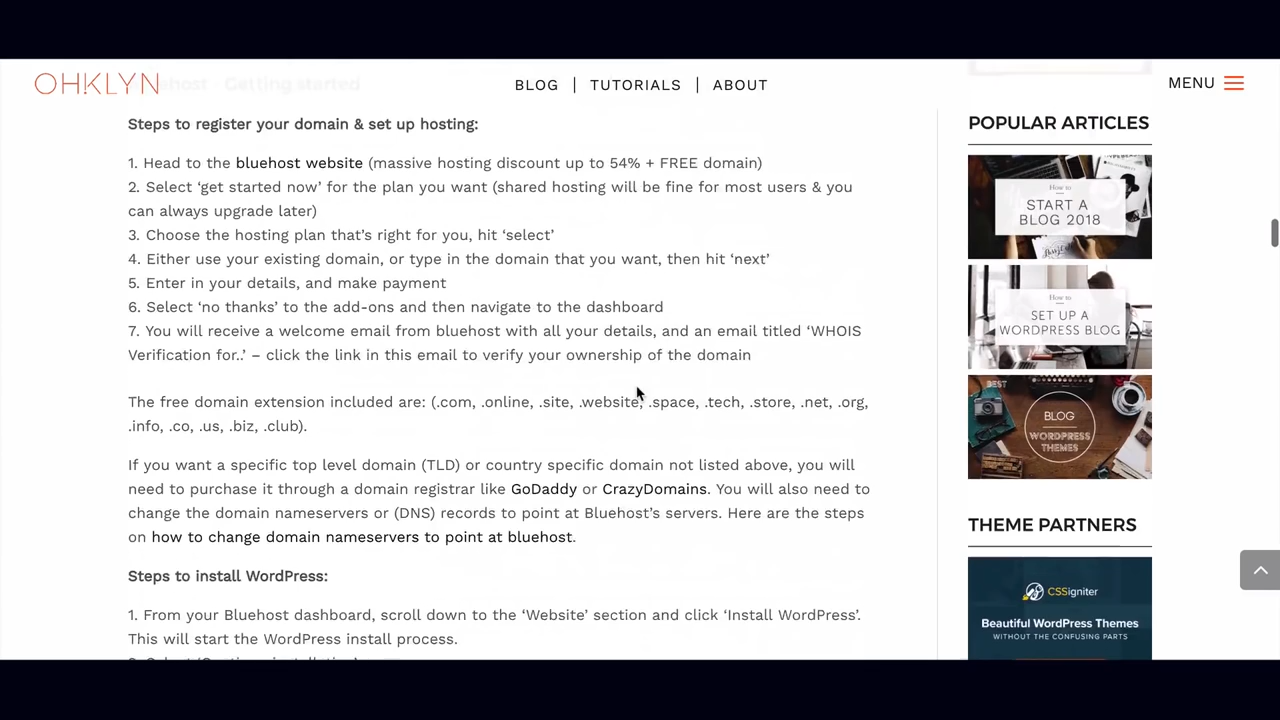 OHKLYN
BLOG | TUTORIALS | ABOUT
MENU
Bluehost - Getting started
Steps to register your domain & set up hosting:
1. Head to the bluehost website (massive hosting discount up to 54% + FREE domain)
2. Select ‘get started now’ for the plan you want (shared hosting will be fine for most users & you
can always upgrade later)
3. Choose the hosting plan that’s right for you, hit ‘select’
4. Either use your existing domain, or type in the domain that you want, then hit ‘next’
5. Enter in your details, and make payment
6. Select ‘no thanks’ to the add-ons and then navigate to the dashboard
7. You will receive a welcome email from bluehost with all your details, and an email titled ‘WHOIS
Verification for..’ – click the link in this email to verify your ownership of the domain
The free domain extension included are: (.com, .online, .site, .website, .space, .tech, .store, .net, .org,
.info, .co, .us, .biz, .club).
If you want a specific top level domain (TLD) or country specific domain not listed above, you will
need to purchase it through a domain registrar like GoDaddy or CrazyDomains. You will also need to
change the domain nameservers or (DNS) records to point at Bluehost’s servers. Here are the steps
on how to change domain nameservers to point at bluehost.
Steps to install WordPress:
1. From your Bluehost dashboard, scroll down to the ‘Website’ section and click ‘Install WordPress’.
This will start the WordPress install process.
POPULAR ARTICLES
How to
START A
BLOG 2018
How to
SET UP A
WORDPRESS BLOG
BEST
BLOG
WORDPRESS
THEMES
THEME PARTNERS
CSSigniter
Beautiful WordPress Themes
WITHOUT THE CONFUSING PARTS